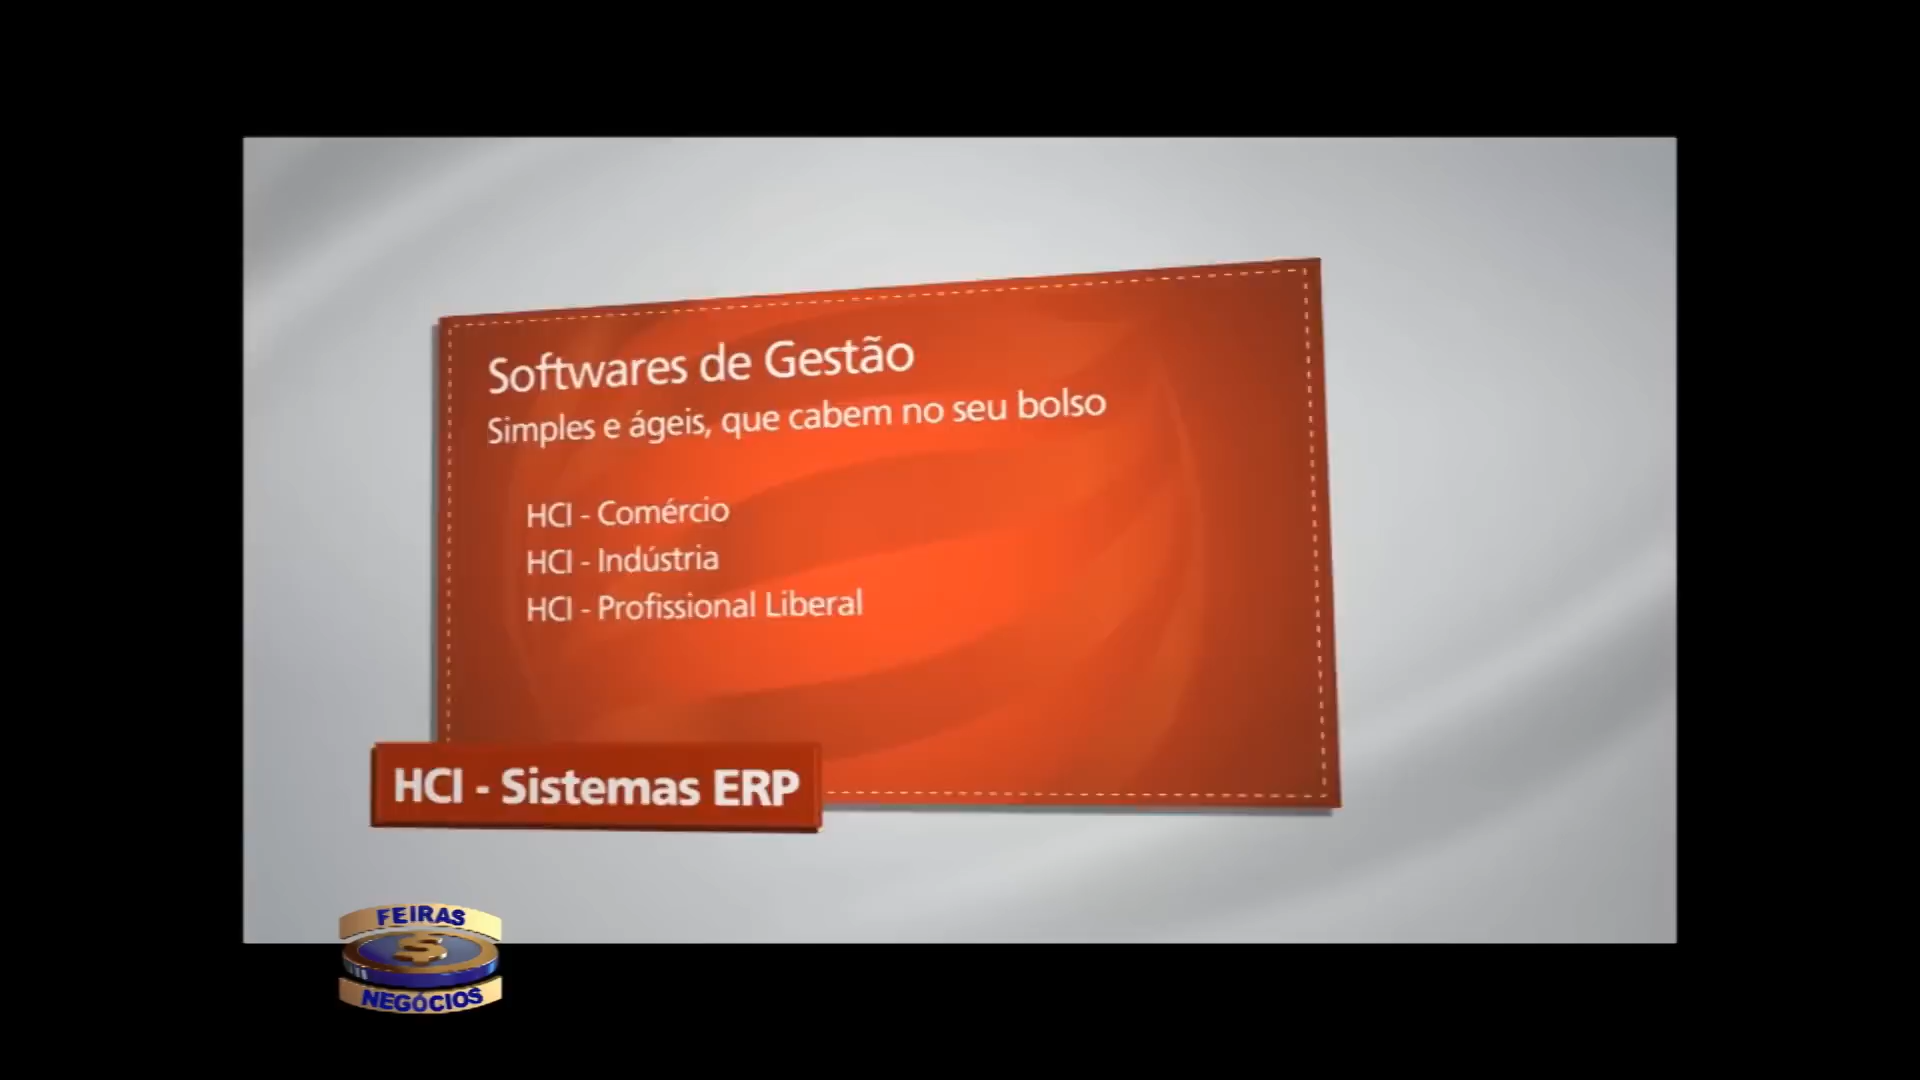 Softwares de Gestão
Simples e ágeis, que cabem no seu bolso
HCI - Comércio
HCI - Indústria
HCI - Profissional Liberal
HCI - Sistemas ERP
FEIRAS
$
NEGÓCIOS